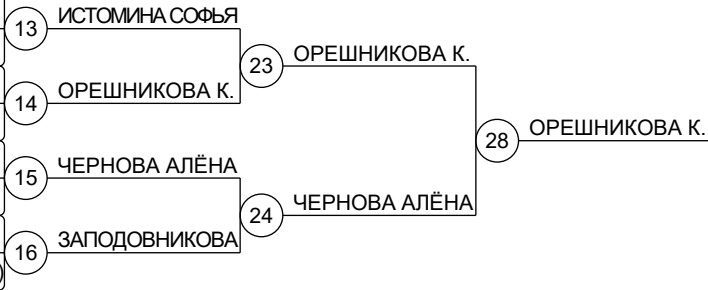 13 ИСТОМИНА СОФЬЯ
23 ОРЕШНИКОВА К.
14 ОРЕШНИКОВА К.
28 ОРЕШНИКОВА К.
15 ЧЕРНОВА АЛЁНА
24 ЧЕРНОВА АЛЁНА
16 ЗАПОДОВНИКОВА